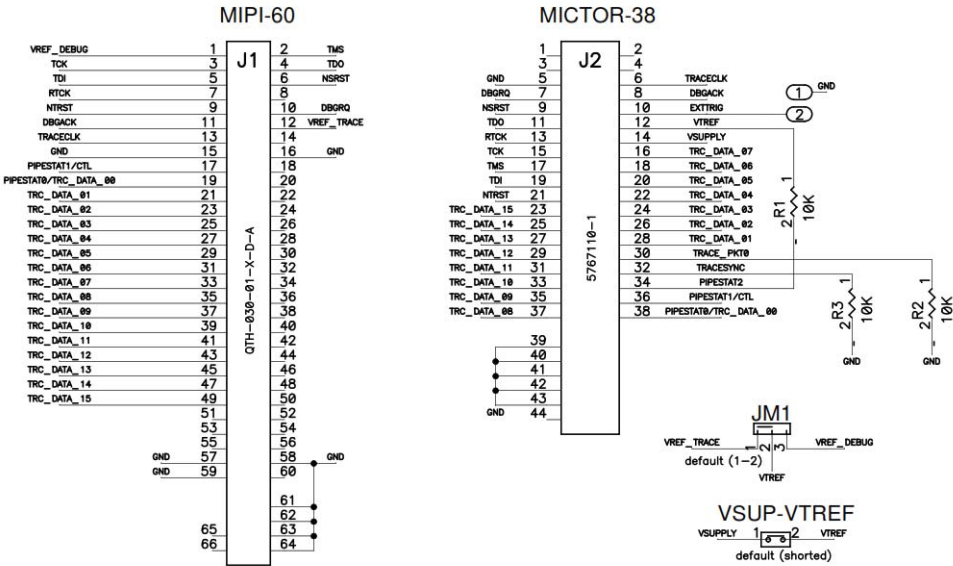 MIPI-60
VREF_DEBUG 1 J1 2 TMS
TCK 3 4 TDO
TDI 5 6 NSRST
RTCK 7 8
NTRST 9 10 DBGRQ
DBGACK 11 12 VREF_TRACE
TRACECLK 13 14
GND 15 16 GND
PIPESTAT1/CTL 17 18
PIPESTAT0/TRC_DATA_00 19 20
TRC_DATA_01 21 22
TRC_DATA_02 23 24
TRC_DATA_03 25 26
TRC_DATA_04 27 28
TRC_DATA_05 29 30
TRC_DATA_06 31 32
TRC_DATA_07 33 34
TRC_DATA_08 35 36
TRC_DATA_09 37 38
TRC_DATA_10 39 40
TRC_DATA_11 41 42
TRC_DATA_12 43 44
TRC_DATA_13 45 46
TRC_DATA_14 47 48
TRC_DATA_15 49 50
51 52
53 54
55 56
GND 57 58 GND
GND 59 60
61
62
65 63
66 64
QTH-030-01-X-D-A
MICTOR-38
1 J2 2
3 4
GND 5 6 TRACECLK
DBGRQ 7 8 DBGACK
NSRST 9 10 EXTTRIG
TDO 11 12 VTREF
RTCK 13 14 VSUPPLY
TCK 15 16 TRC_DATA_07
TMS 17 18 TRC_DATA_06
TDI 19 20 TRC_DATA_05
NTRST 21 22 TRC_DATA_04
TRC_DATA_15 23 24 TRC_DATA_03
TRC_DATA_14 25 26 TRC_DATA_02
TRC_DATA_13 27 28 TRC_DATA_01
TRC_DATA_12 29 30 TRACE_PKT0
TRC_DATA_11 31 32 TRACESYNC
TRC_DATA_10 33 34 PIPESTAT2
TRC_DATA_09 35 36 PIPESTAT1/CTL
TRC_DATA_08 37 38 PIPESTAT0/TRC_DATA_00
39
40
41
42
43
GND 44
5767110-1
1 GND
2
1
R1
10K
2
1
R3
10K
2
GND
1
R2
10K
2
GND
JM1
VREF_TRACE 1 2 3 VREF_DEBUG
default (1-2)
VTREF
VSUP-VTREF
VSUPPLY 1 2 VTREF
default (shorted)